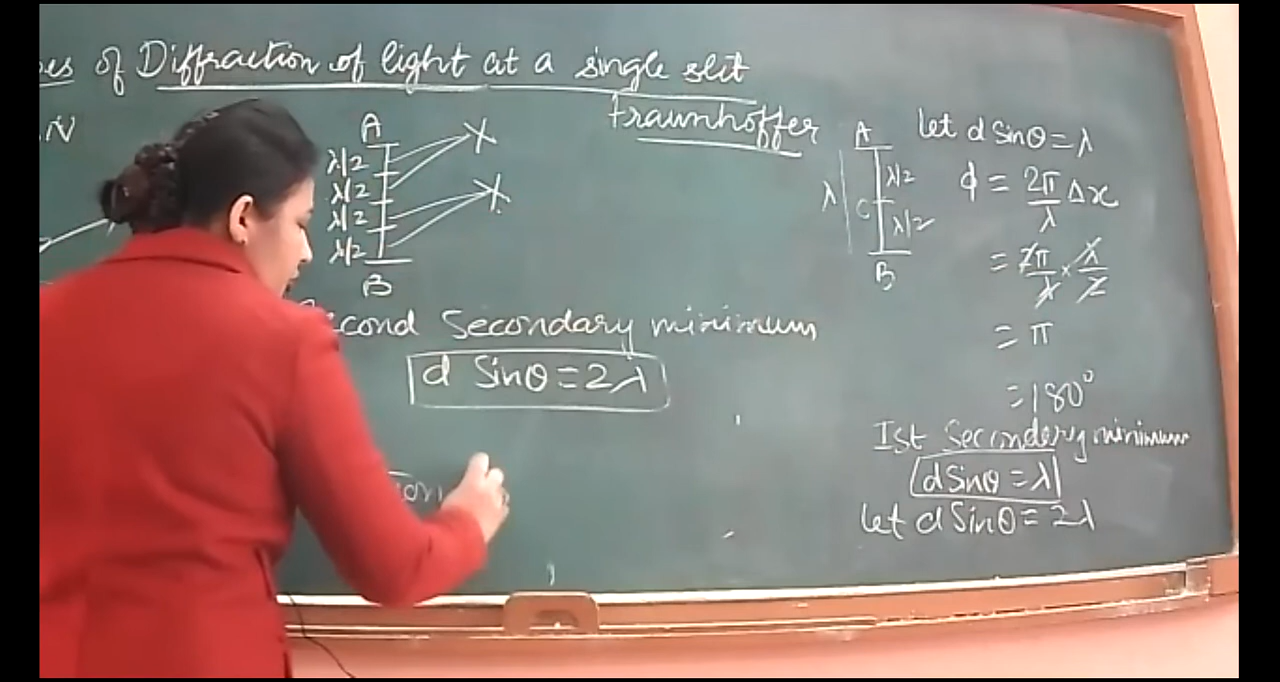 of Diffraction of light at a single slit
fraunhoffer
N
A
λ/2
λ/2
λ/2
λ/2
B
Second Secondary minimum
d Sinθ = 2λ
A
λ/2
λ
C
λ/2
B
let d Sinθ = λ
ϕ = 2π/λ Δx
= 2π/λ × λ/2
= π
= 180°
Ist Secondary minimum
d Sinθ = λ
let d Sinθ = 2λ